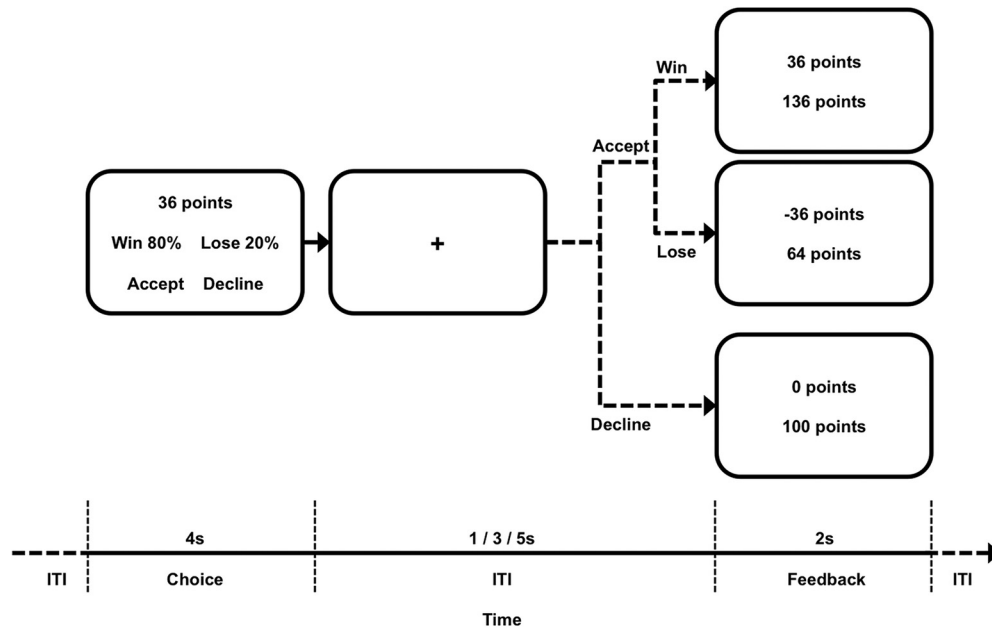 36 points
Win 80% Lose 20%
Accept Decline
+
Accept
Win
36 points
136 points
Lose
-36 points
64 points
Decline
0 points
100 points
4s 1 / 3 / 5s 2s
ITI Choice ITI Feedback ITI
Time